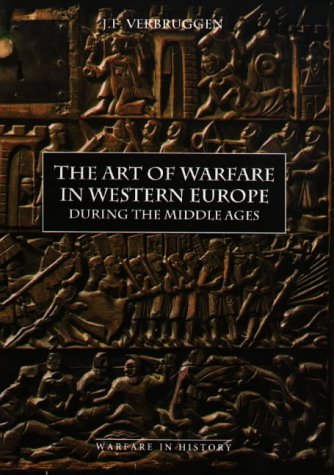 J.F. VERBRUGGEN
THE ART OF WARFARE
IN WESTERN EUROPE
DURING THE MIDDLE AGES
WARFARE IN HISTORY